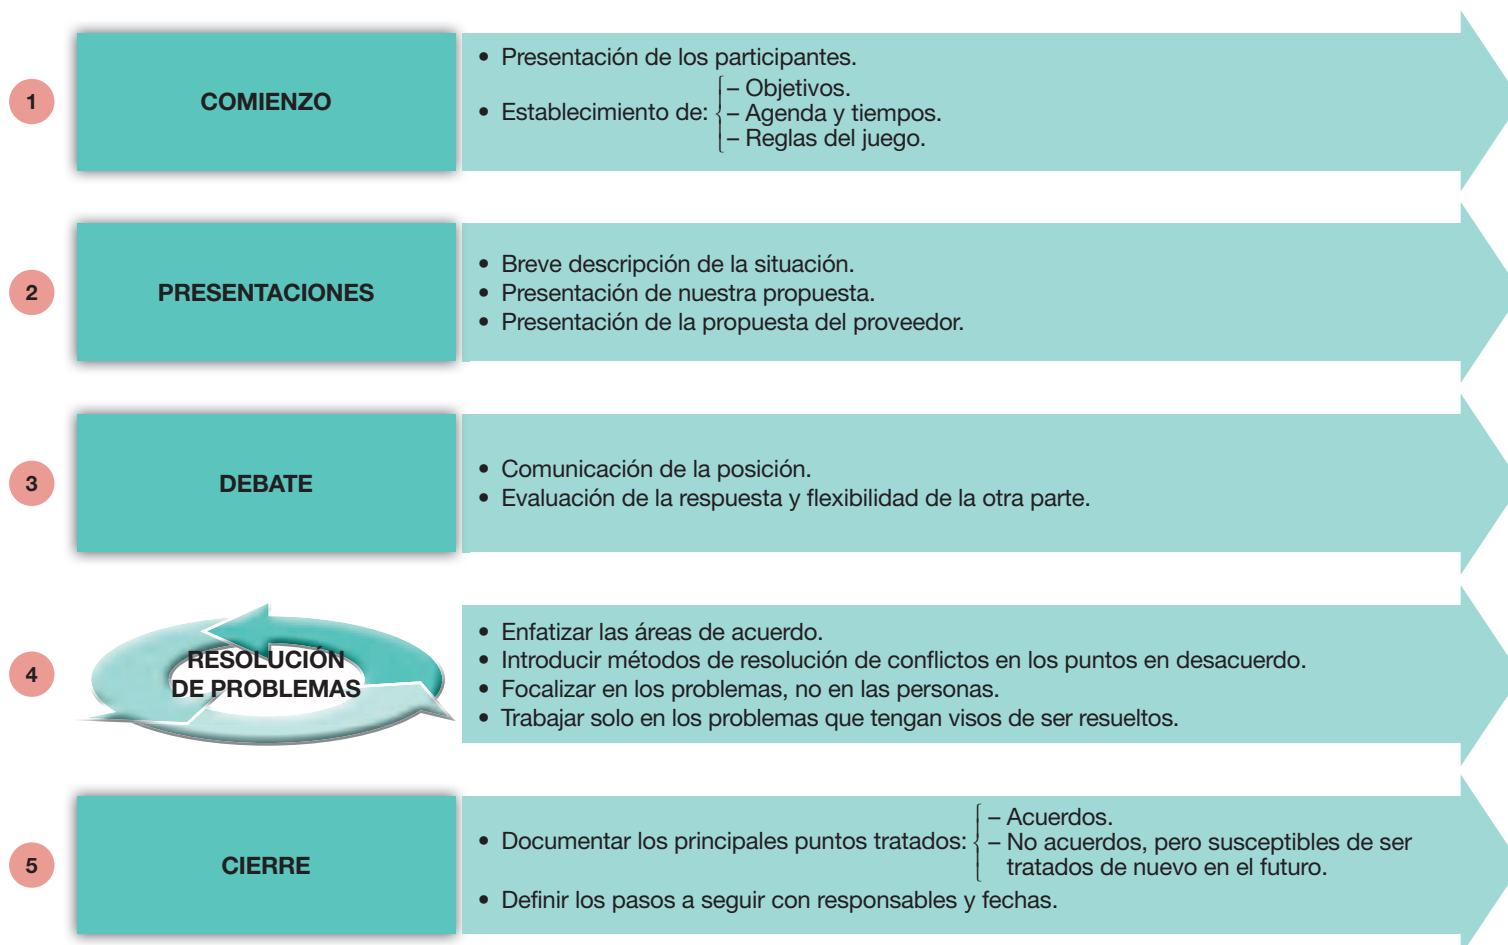 1
COMIENZO
• Presentación de los participantes.
• Establecimiento de:
– Objetivos.
– Agenda y tiempos.
– Reglas del juego.
2
PRESENTACIONES
• Breve descripción de la situación.
• Presentación de nuestra propuesta.
• Presentación de la propuesta del proveedor.
3
DEBATE
• Comunicación de la posición.
• Evaluación de la respuesta y flexibilidad de la otra parte.
4
RESOLUCIÓN
DE PROBLEMAS
• Enfatizar las áreas de acuerdo.
• Introducir métodos de resolución de conflictos en los puntos en desacuerdo.
• Focalizar en los problemas, no en las personas.
• Trabajar solo en los problemas que tengan visos de ser resueltos.
5
CIERRE
• Documentar los principales puntos tratados:
– Acuerdos.
– No acuerdos, pero susceptibles de ser
tratados de nuevo en el futuro.
• Definir los pasos a seguir con responsables y fechas.